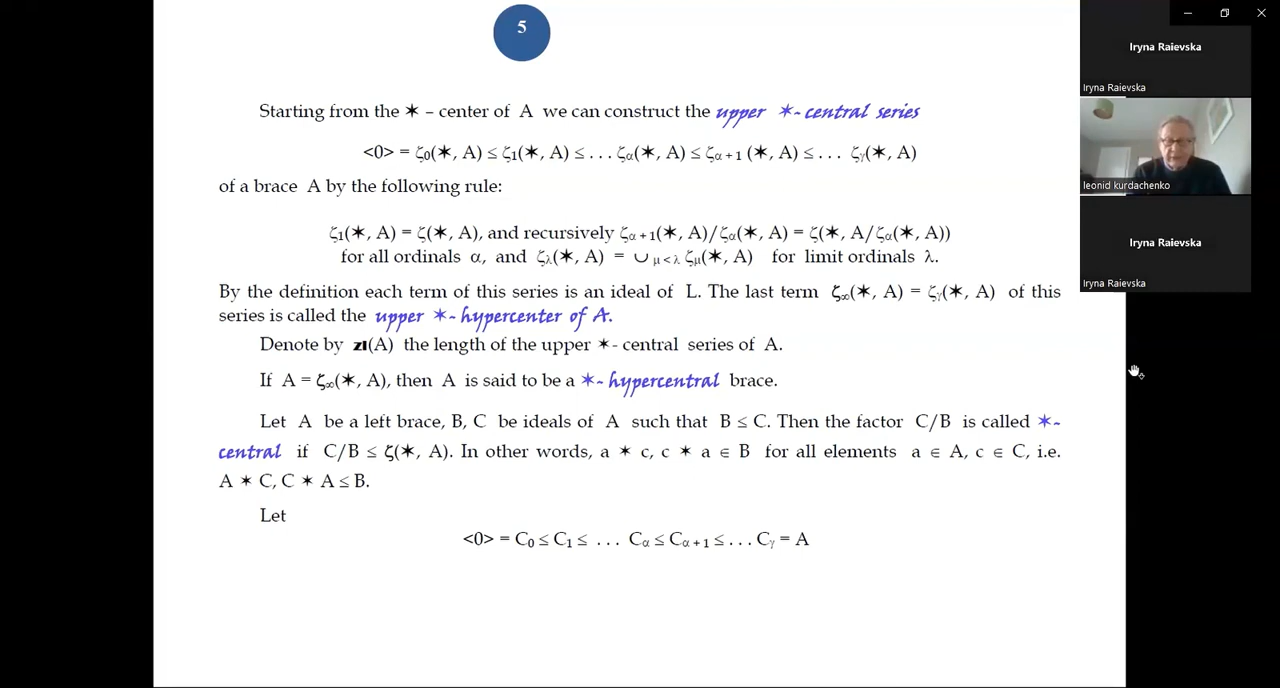 5
Starting from the ✶ – center of A we can construct the upper ✶- central series
<0> = ζ₀(✶, A) ≤ ζ₁(✶, A) ≤ . . . ζα(✶, A) ≤ ζα + 1 (✶, A) ≤ . . . ζγ(✶, A)
of a brace A by the following rule:
ζ₁(✶, A) = ζ(✶, A), and recursively ζα + 1(✶, A)/ζα(✶, A) = ζ(✶, A/ζα(✶, A))
for all ordinals α, and ζλ(✶, A) = ∪ μ < λ ζμ(✶, A) for limit ordinals λ.
By the definition each term of this series is an ideal of L. The last term ζ∞(✶, A) = ζγ(✶, A) of this
series is called the upper ✶- hypercenter of A.
Denote by zl(A) the length of the upper ✶- central series of A.
If A = ζ∞(✶, A), then A is said to be a ✶- hypercentral brace.
Let A be a left brace, B, C be ideals of A such that B ≤ C. Then the factor C/B is called ✶-
central if C/B ≤ ζ(✶, A). In other words, a ✶ c, c ✶ a ∈ B for all elements a ∈ A, c ∈ C, i.e.
A ✶ C, C ✶ A ≤ B.
Let
<0> = C₀ ≤ C₁ ≤ . . . Cα ≤ Cα + 1 ≤ . . . Cγ = A
Iryna Raievska
Iryna Raievska
leonid kurdachenko
Iryna Raievska
Iryna Raievska